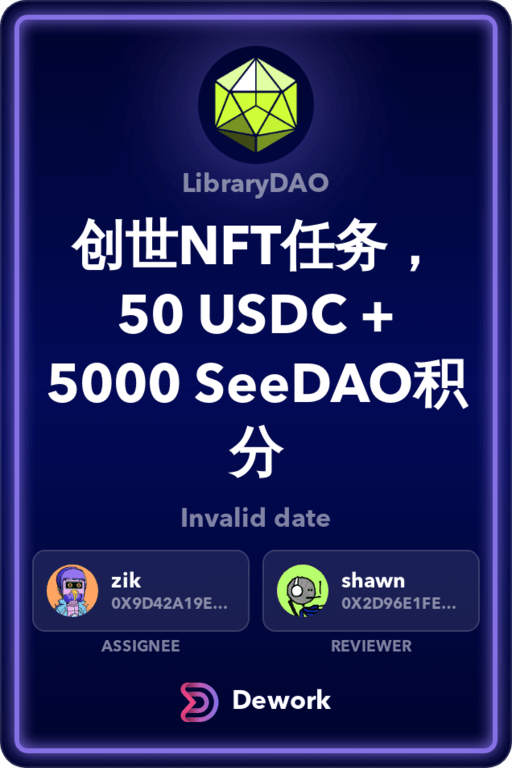 LibraryDAO
创世NFT任务，
50 USDC +
5000 SeeDAO积
分
Invalid date
zik
0X9D42A19E...
ASSIGNEE
shawn
0X2D96E1FE...
REVIEWER
Dework